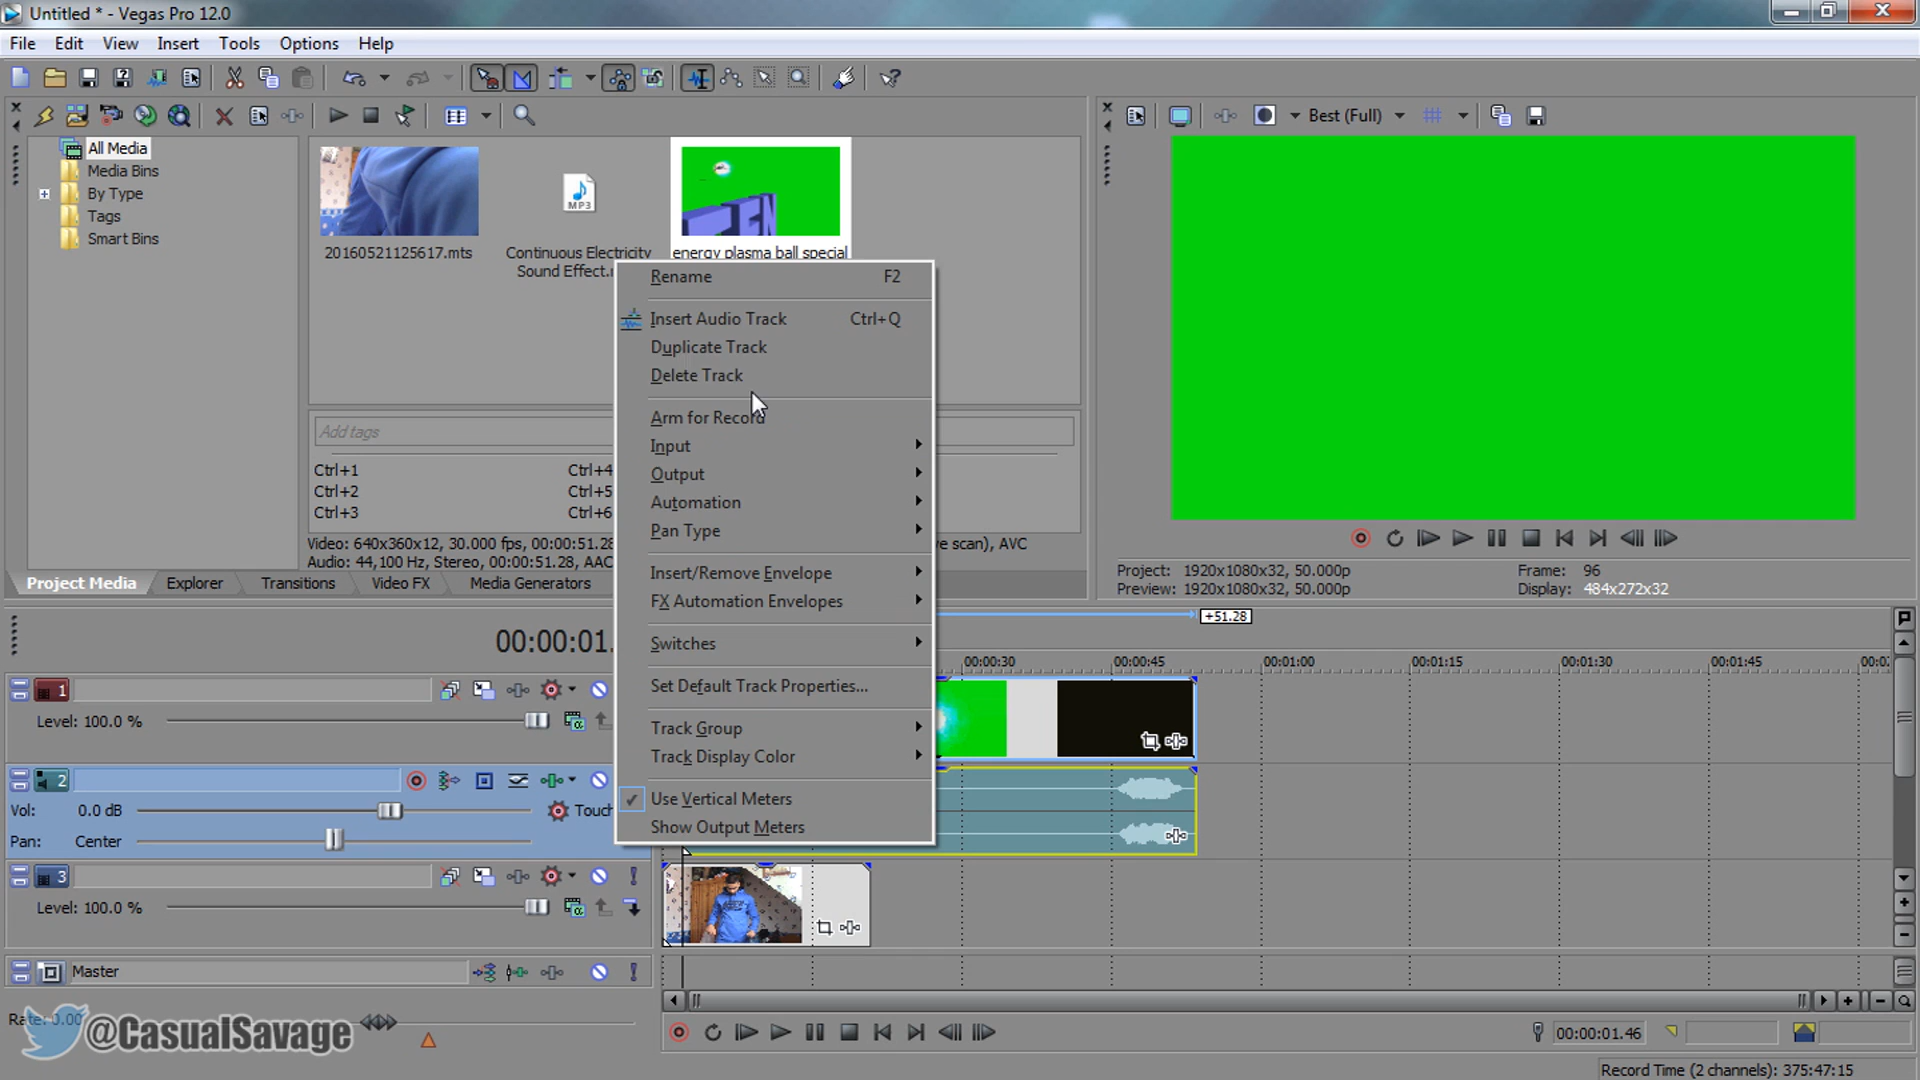 Untitled * - Vegas Pro 12.0
File Edit View Insert Tools Options Help
Best (Full)
All Media
Media Bins
By Type
Tags
Smart Bins
20160521125617.mts
MP3
Continuous Electricity
Sound Effect.
energy plasma ball special
Rename F2
Insert Audio Track Ctrl+Q
Duplicate Track
Delete Track
Arm for Record
Input
Output
Automation
Pan Type
Insert/Remove Envelope
FX Automation Envelopes
Switches
Set Default Track Properties...
Track Group
Track Display Color
Use Vertical Meters
Show Output Meters
Add tags
Ctrl+1 Ctrl+4
Ctrl+2 Ctrl+5
Ctrl+3 Ctrl+6
Video: 640x360x12, 30.000 fps, 00:00:51.28 e scan), AVC
Audio: 44,100 Hz, Stereo, 00:00:51.28, AAC
Project Media Explorer Transitions Video FX Media Generators
Project: 1920x1080x32, 50.000p Frame: 96
Preview: 1920x1080x32, 50.000p Display: 484x272x32
00:00:01.
+51.28
00:00:30 00:00:45 00:01:00 00:01:15 00:01:30 00:01:45 00:0
1
Level: 100.0 %
2
Vol: 0.0 dB Touch
Pan: Center
3
Level: 100.0 %
Master
Rate: 0.00
@CasualSavage
00:00:01.46
Record Time (2 channels): 375:47:15